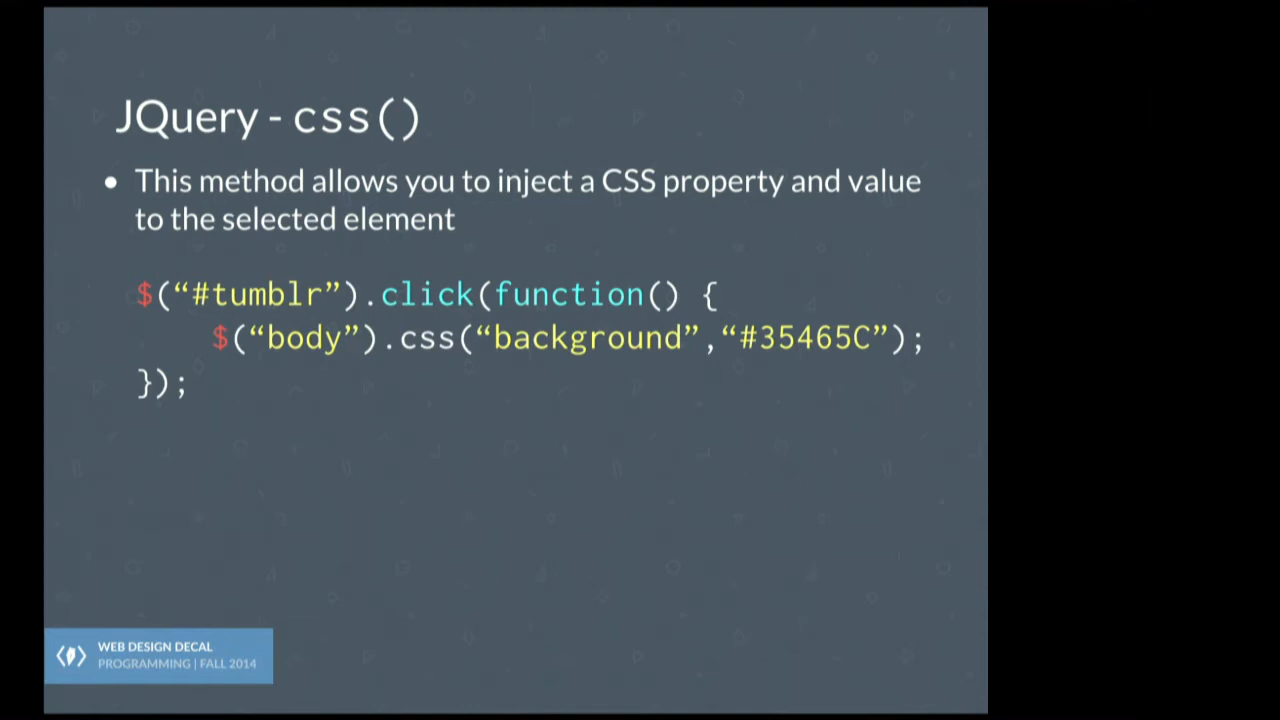 JQuery - css()
• This method allows you to inject a CSS property and value
to the selected element
$(“#tumblr”).click(function() {
$(“body”).css(“background”,“#35465C”);
});
WEB DESIGN DECAL
PROGRAMMING | FALL 2014